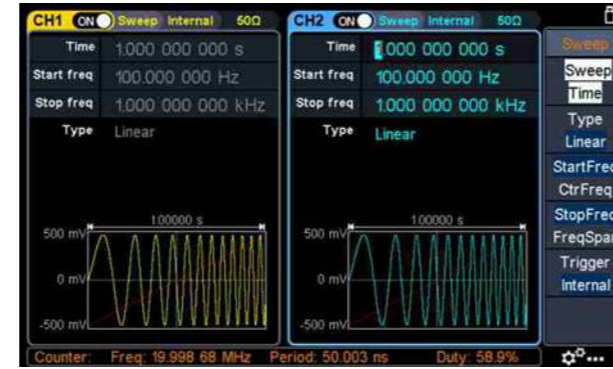 CH1 ON Sweep Internal 50Ω
Time 1.000 000 000 s
Start freq 100.000 000 Hz
Stop freq 1.000 000 000 kHz
Type Linear
1.00000 s
500 mV
0 mV
-500 mV
CH2 ON Sweep Internal 50Ω
Time 1.000 000 000 s
Start freq 100.000 000 Hz
Stop freq 1.000 000 000 kHz
Type Linear
1.00000 s
500 mV
0 mV
-500 mV
Sweep
Sweep
Time
Type
Linear
StartFreq
CtrFreq
StopFreq
FreqSpan
Trigger
Internal
Counter: Freq: 19.998 68 MHz Period: 50.003 ns Duty: 58.9%